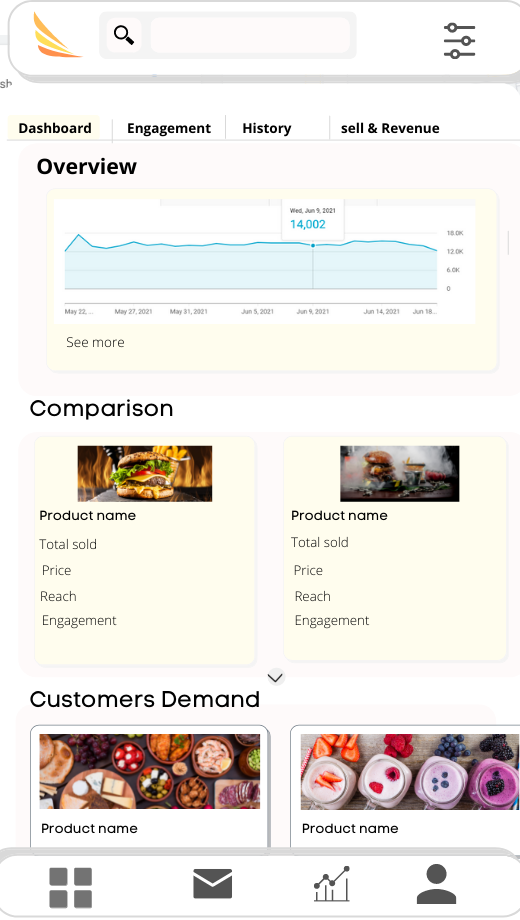 sh
Dashboard Engagement History sell & Revenue
Overview
Wed, Jun 9, 2021
14,002
18.0K
12.0K
6.0K
0
May 22,... May 27, 2021 May 31, 2021 Jun 5, 2021 Jun 9, 2021 Jun 14, 2021 Jun 18...
See more
Comparison
Product name Product name
Total sold Total sold
Price Price
Reach Reach
Engagement Engagement
Customers Demand
Product name Product name